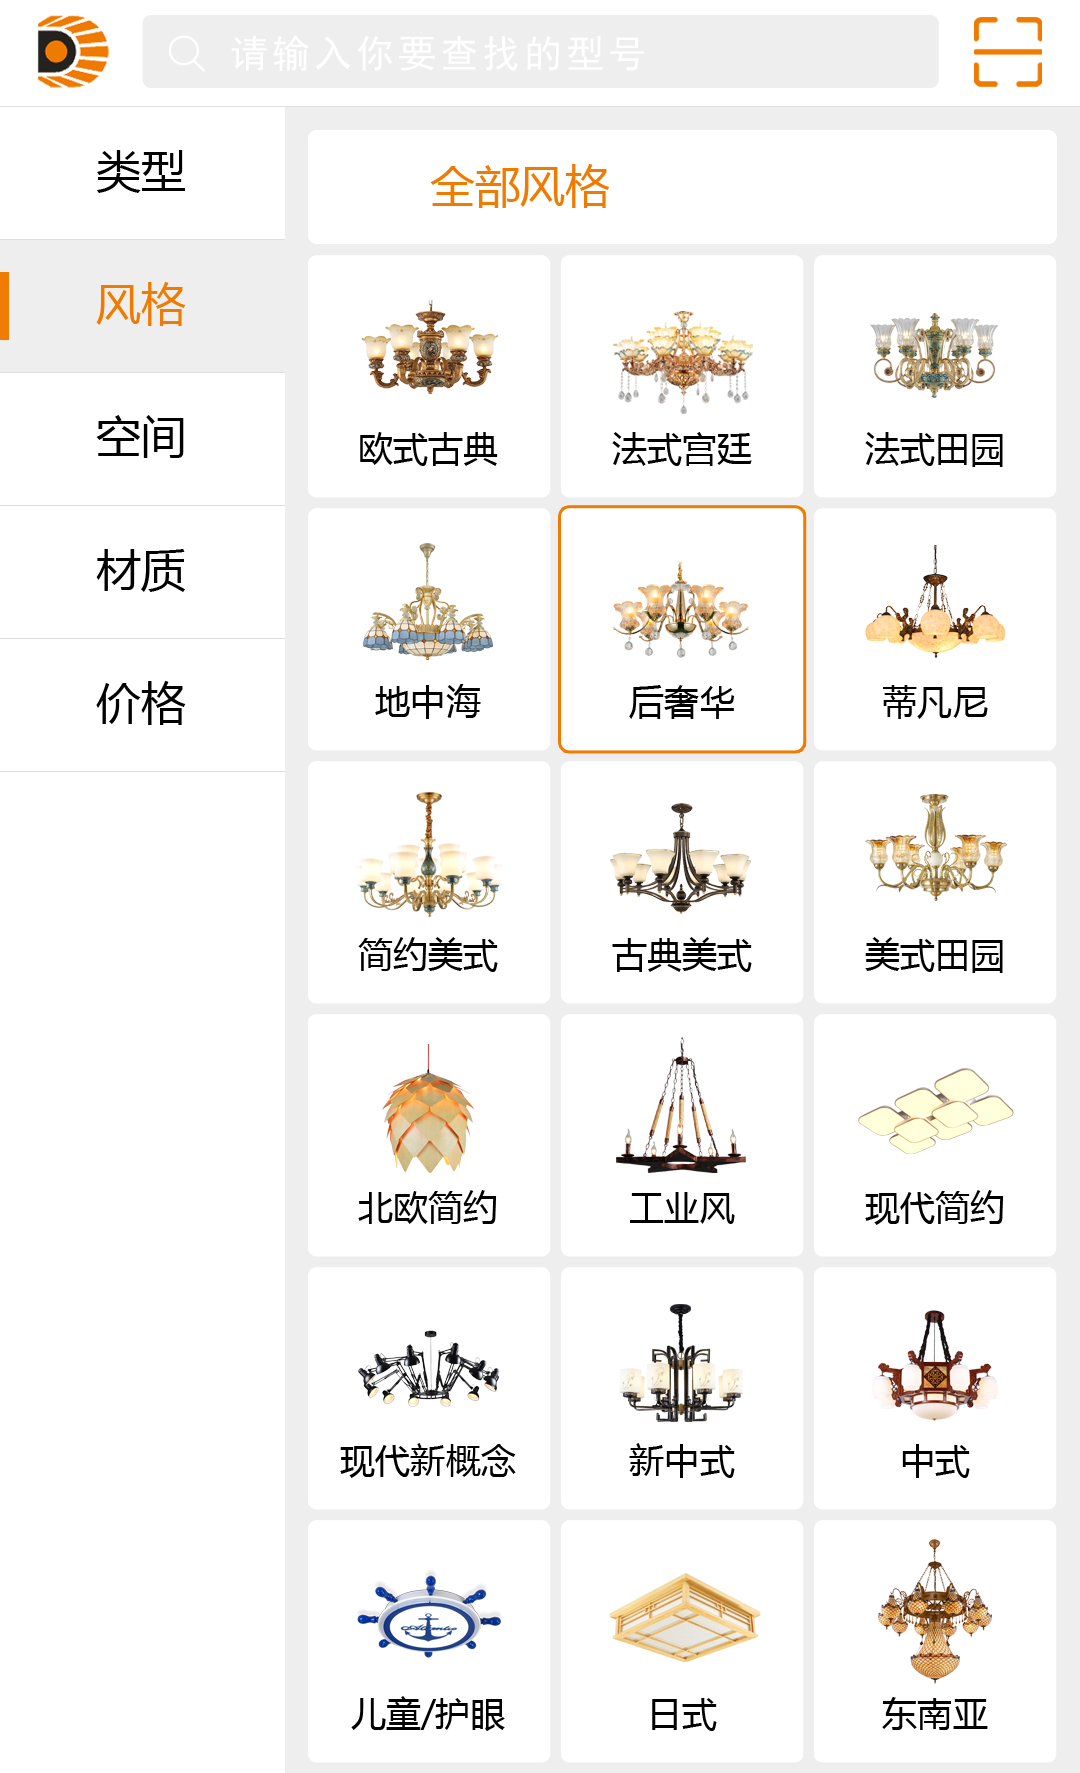 请输入你要查找的型号
类型
风格
空间
材质
价格
全部风格
欧式古典
法式宫廷
法式田园
地中海
后奢华
蒂凡尼
简约美式
古典美式
美式田园
北欧简约
工业风
现代简约
现代新概念
新中式
中式
儿童/护眼
日式
东南亚